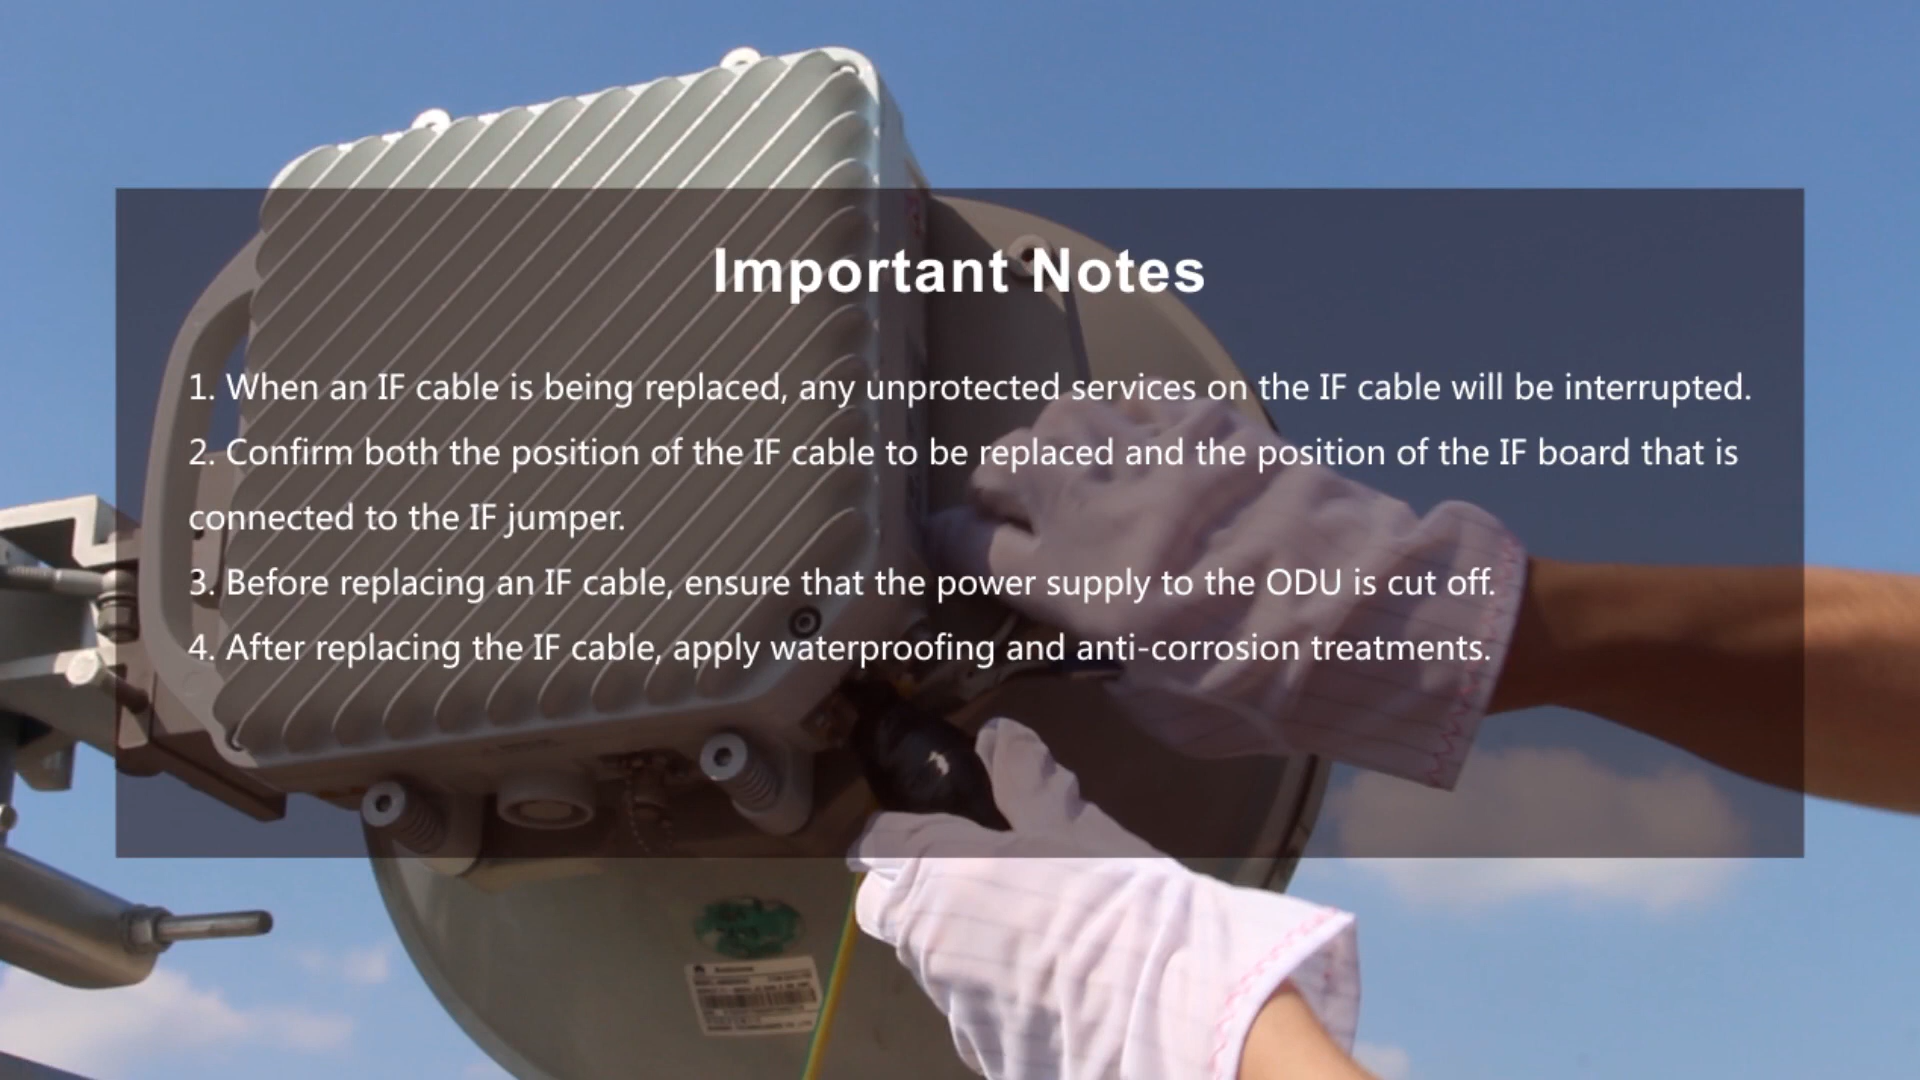 Important Notes
1. When an IF cable is being replaced, any unprotected services on the IF cable will be interrupted.
2. Confirm both the position of the IF cable to be replaced and the position of the IF board that is
connected to the IF jumper.
3. Before replacing an IF cable, ensure that the power supply to the ODU is cut off.
4. After replacing the IF cable, apply waterproofing and anti-corrosion treatments.